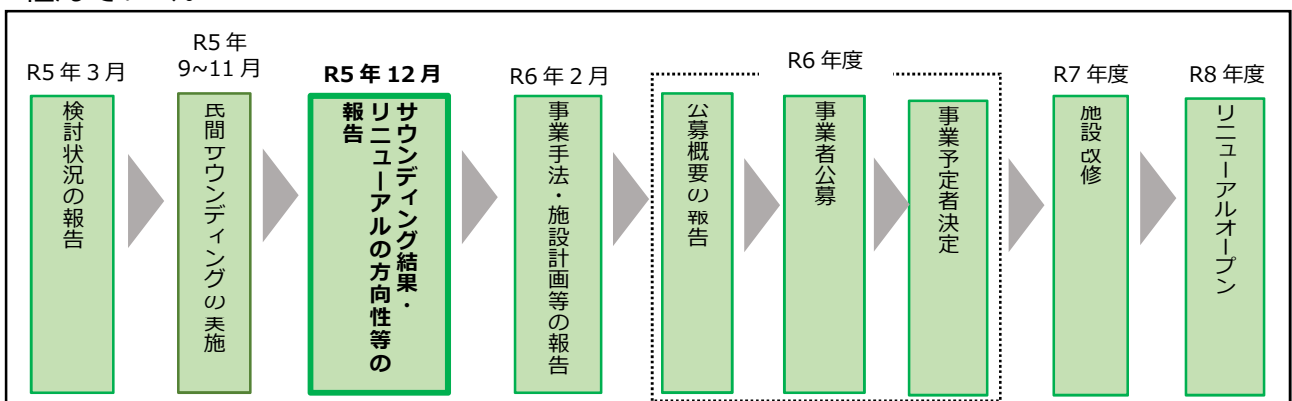 R5年3月
検討状況の報告
R5年
9~11月
民間サウンディングの実施
R5年12月
サウンディング結果・
リニューアルの方向性等の
報告
R6年2月
事業手法・施設計画等の報告
R6年度
公募概要の報告
事業者公募
事業予定者決定
R7年度
施設改修
R8年度
リニューアルオープン